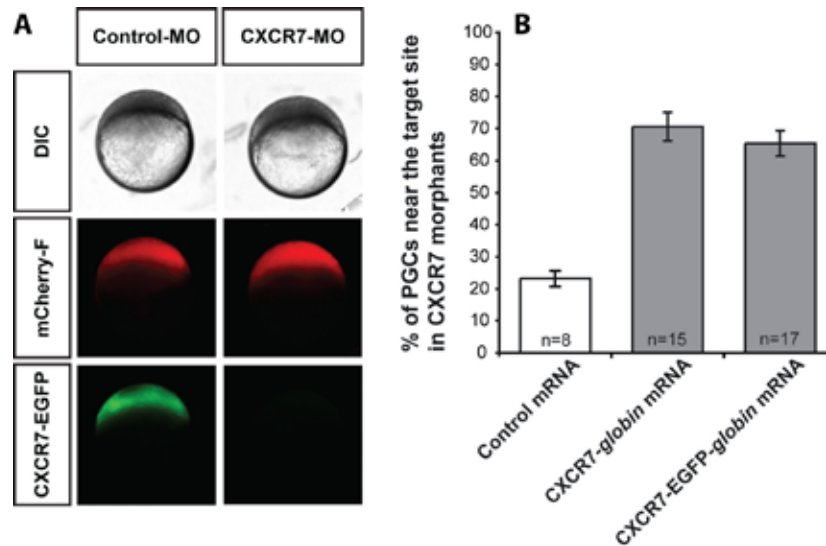 A
Control-MO
CXCR7-MO
DIC
mCherry-F
CXCR7-EGFP
B
% of PGCs near the target site
in CXCR7 morphants
100
90
80
70
60
50
40
30
20
10
0
n=8
n=15
n=17
Control mRNA
CXCR7-globin mRNA
CXCR7-EGFP-globin mRNA